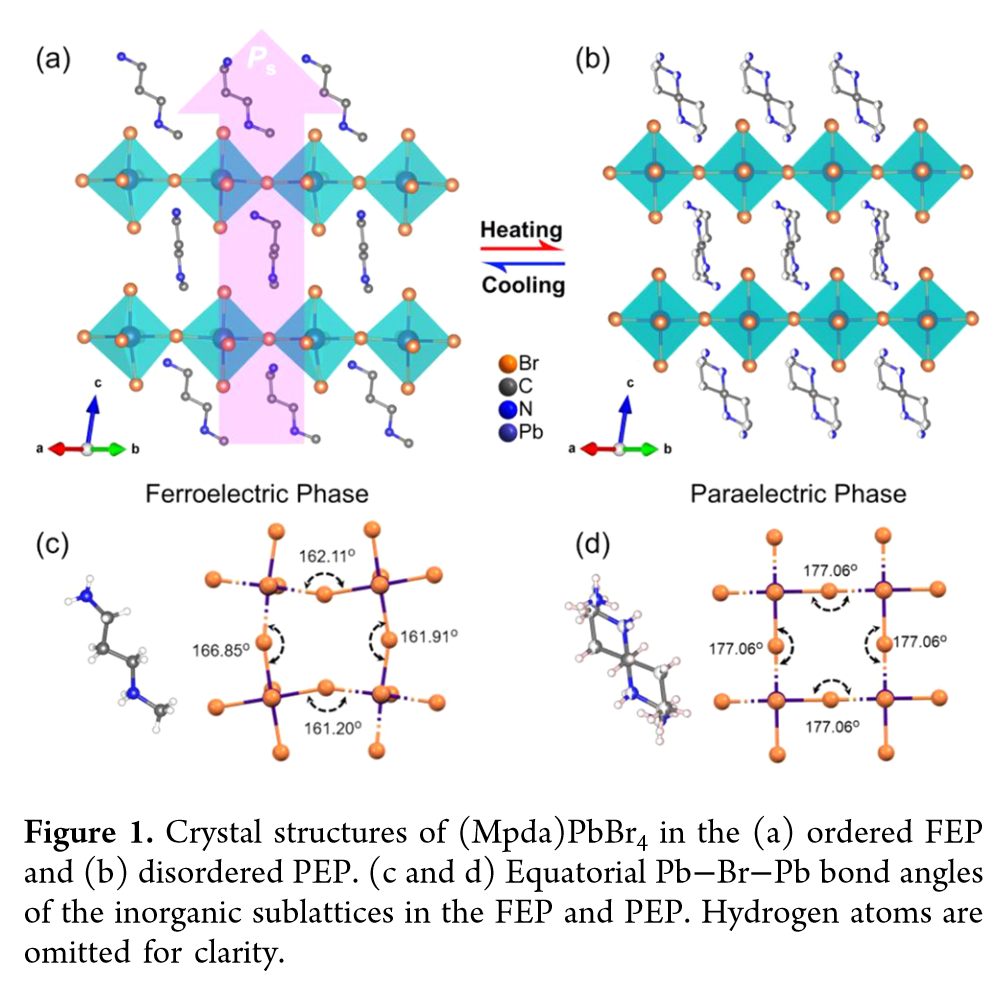 (a)
Ps
(b)
Heating
Cooling
Br
C
N
Pb
c
a
b
c
a
b
Ferroelectric Phase
Paraelectric Phase
(c)
162.11°
166.85°
161.91°
161.20°
(d)
177.06°
177.06°
177.06°
177.06°
Figure 1. Crystal structures of (Mpda)PbBr₄ in the (a) ordered FEP
and (b) disordered PEP. (c and d) Equatorial Pb−Br−Pb bond angles
of the inorganic sublattices in the FEP and PEP. Hydrogen atoms are
omitted for clarity.